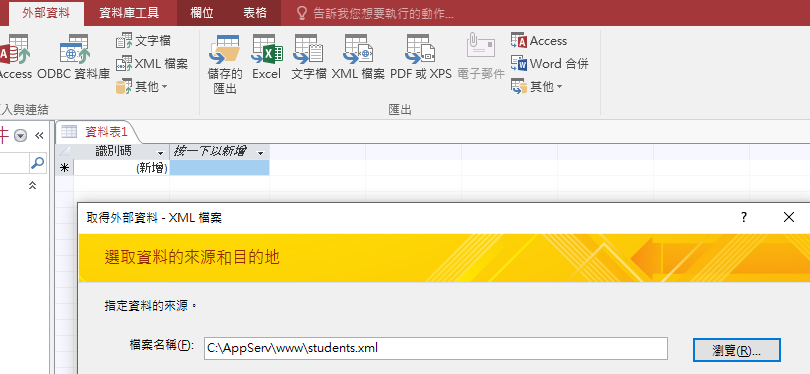 外部資料 資料庫工具 欄位 表格 告訴我您想要執行的動作...
文字檔
Access
ODBC 資料庫
XML 檔案
其他
儲存的
匯出
Excel
文字檔
XML 檔案
PDF 或 XPS
電子郵件
Access
Word 合併
其他
入與連結
匯出
件
資料表1
識別碼 按一下以新增
(新增)
取得外部資料 - XML 檔案
選取資料的來源和目的地
指定資料的來源。
檔案名稱(F): C:\AppServ\www\students.xml 瀏覽(R)...